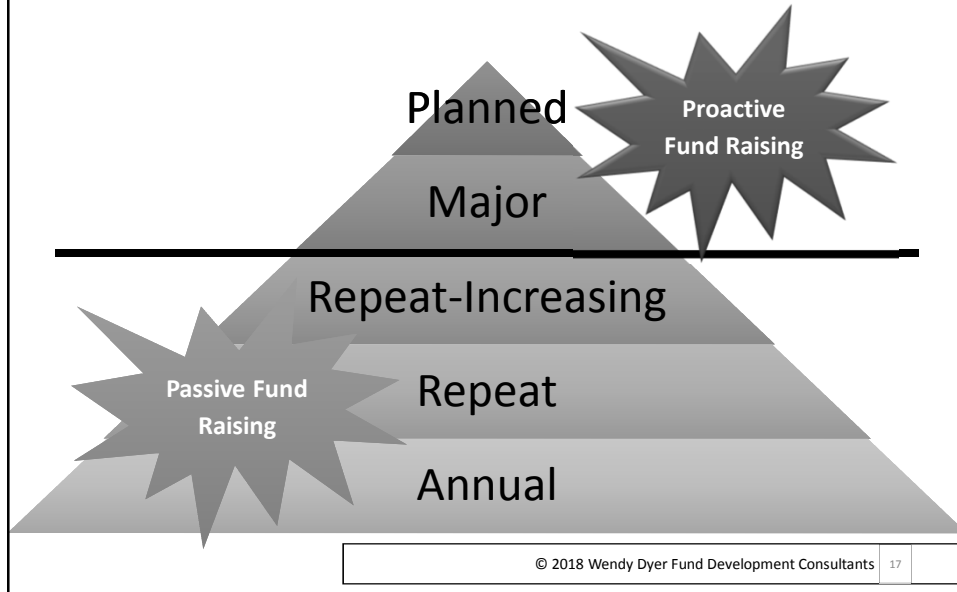 Planned
Proactive
Fund Raising
Major
Repeat-Increasing
Passive Fund
Raising
Repeat
Annual
© 2018 Wendy Dyer Fund Development Consultants
17